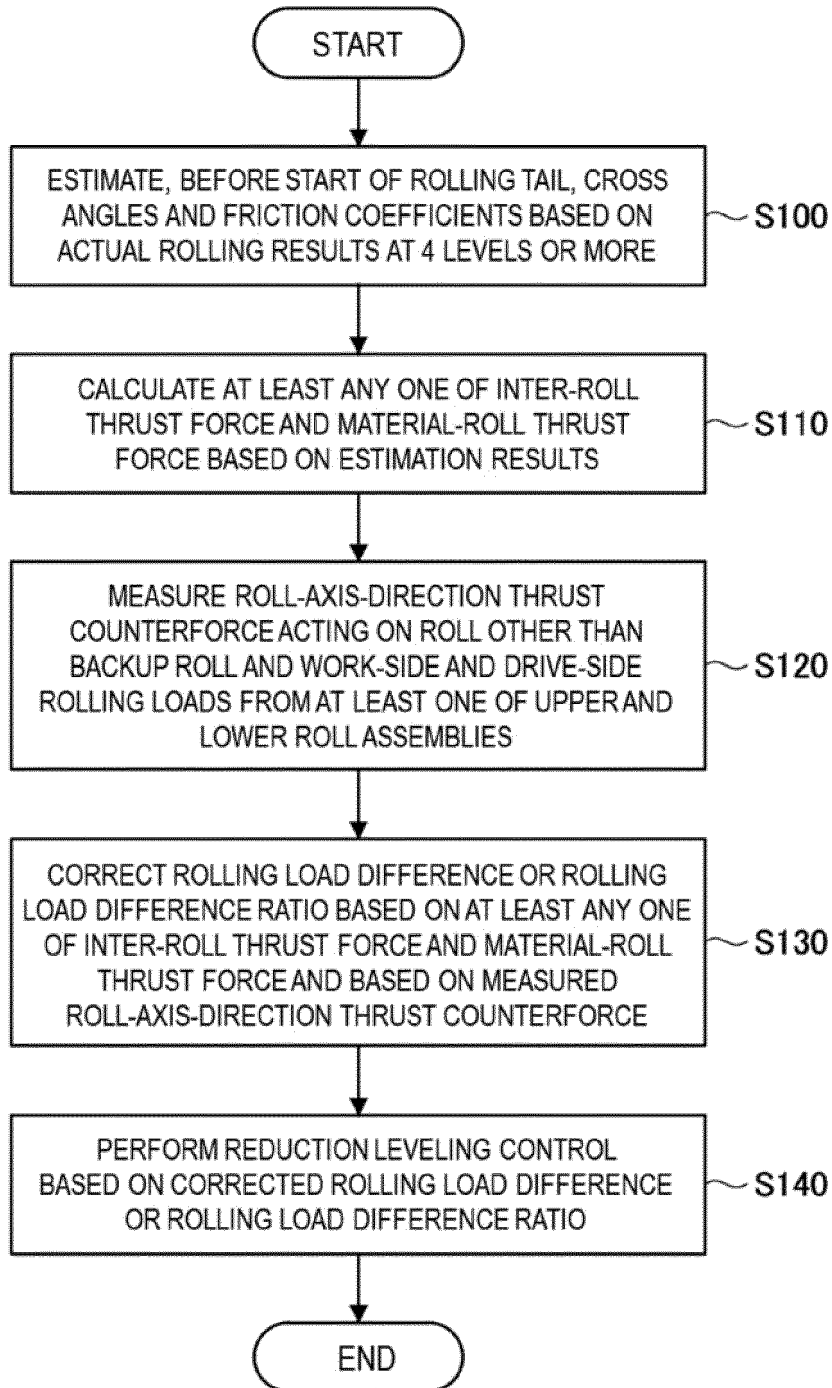 START
ESTIMATE, BEFORE START OF ROLLING TAIL, CROSS
ANGLES AND FRICTION COEFFICIENTS BASED ON
ACTUAL ROLLING RESULTS AT 4 LEVELS OR MORE
S100
CALCULATE AT LEAST ANY ONE OF INTER-ROLL
THRUST FORCE AND MATERIAL-ROLL THRUST
FORCE BASED ON ESTIMATION RESULTS
S110
MEASURE ROLL-AXIS-DIRECTION THRUST
COUNTERFORCE ACTING ON ROLL OTHER THAN
BACKUP ROLL AND WORK-SIDE AND DRIVE-SIDE
ROLLING LOADS FROM AT LEAST ONE OF UPPER AND
LOWER ROLL ASSEMBLIES
S120
CORRECT ROLLING LOAD DIFFERENCE OR ROLLING
LOAD DIFFERENCE RATIO BASED ON AT LEAST ANY ONE
OF INTER-ROLL THRUST FORCE AND MATERIAL-ROLL
THRUST FORCE AND BASED ON MEASURED
ROLL-AXIS-DIRECTION THRUST COUNTERFORCE
S130
PERFORM REDUCTION LEVELING CONTROL
BASED ON CORRECTED ROLLING LOAD DIFFERENCE
OR ROLLING LOAD DIFFERENCE RATIO
S140
END